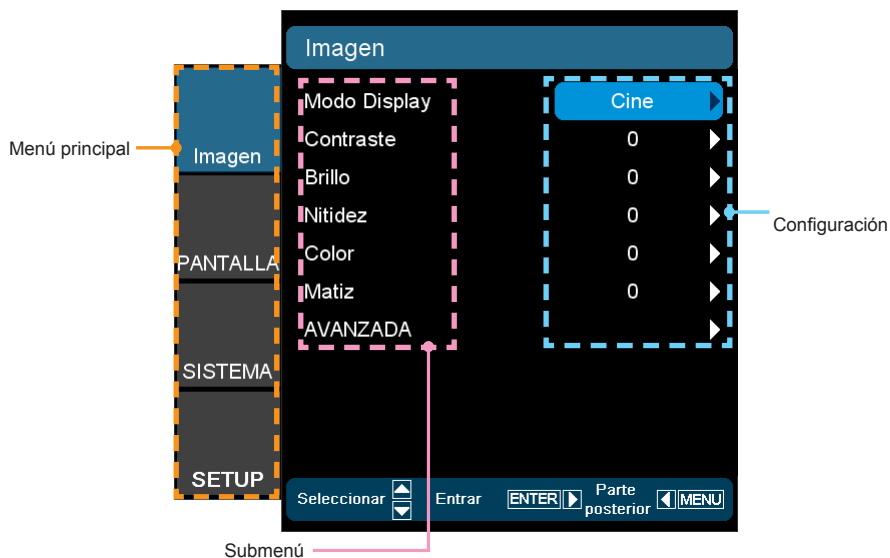 Imagen
Menú principal
Imagen
PANTALLA
SISTEMA
SETUP
Modo Display Cine
Contraste 0
Brillo 0
Nitidez 0
Color 0
Matiz 0
AVANZADA
Configuración
Seleccionar Entrar ENTER Parte posterior MENU
Submenú